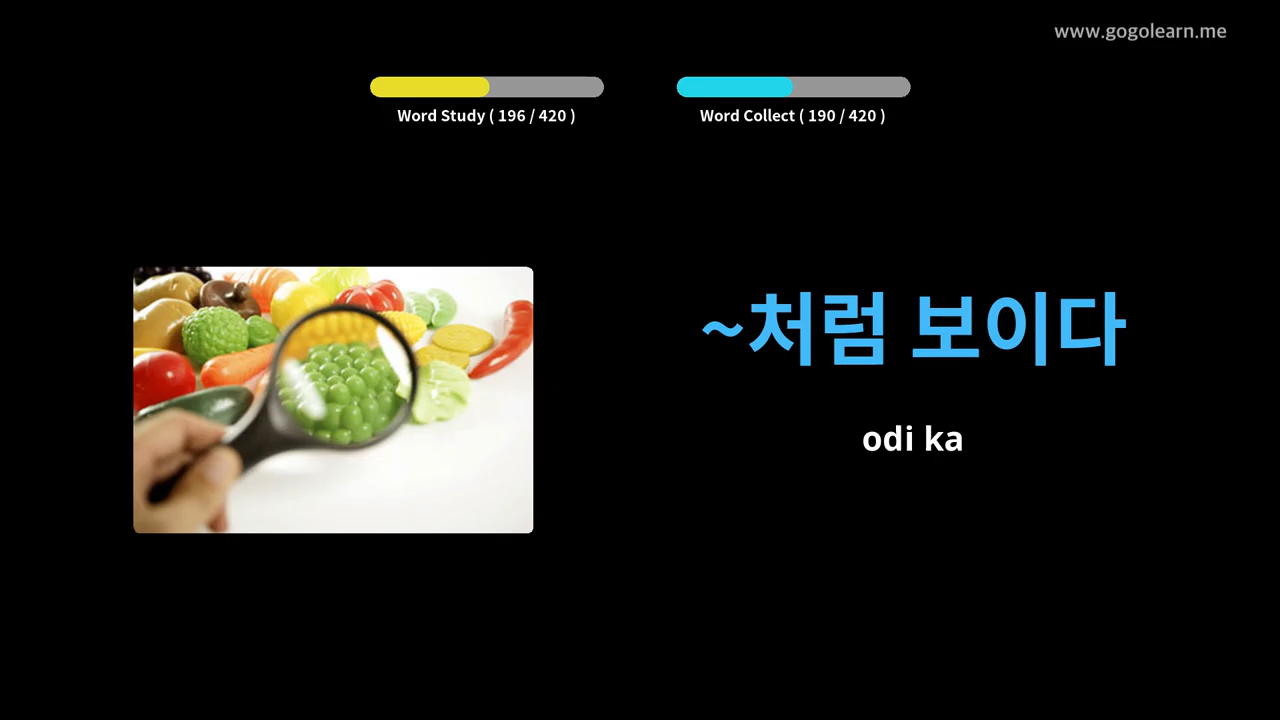 www.gogolearn.me
Word Study ( 196 / 420 )
Word Collect ( 190 / 420 )
~처럼 보이다
odi ka